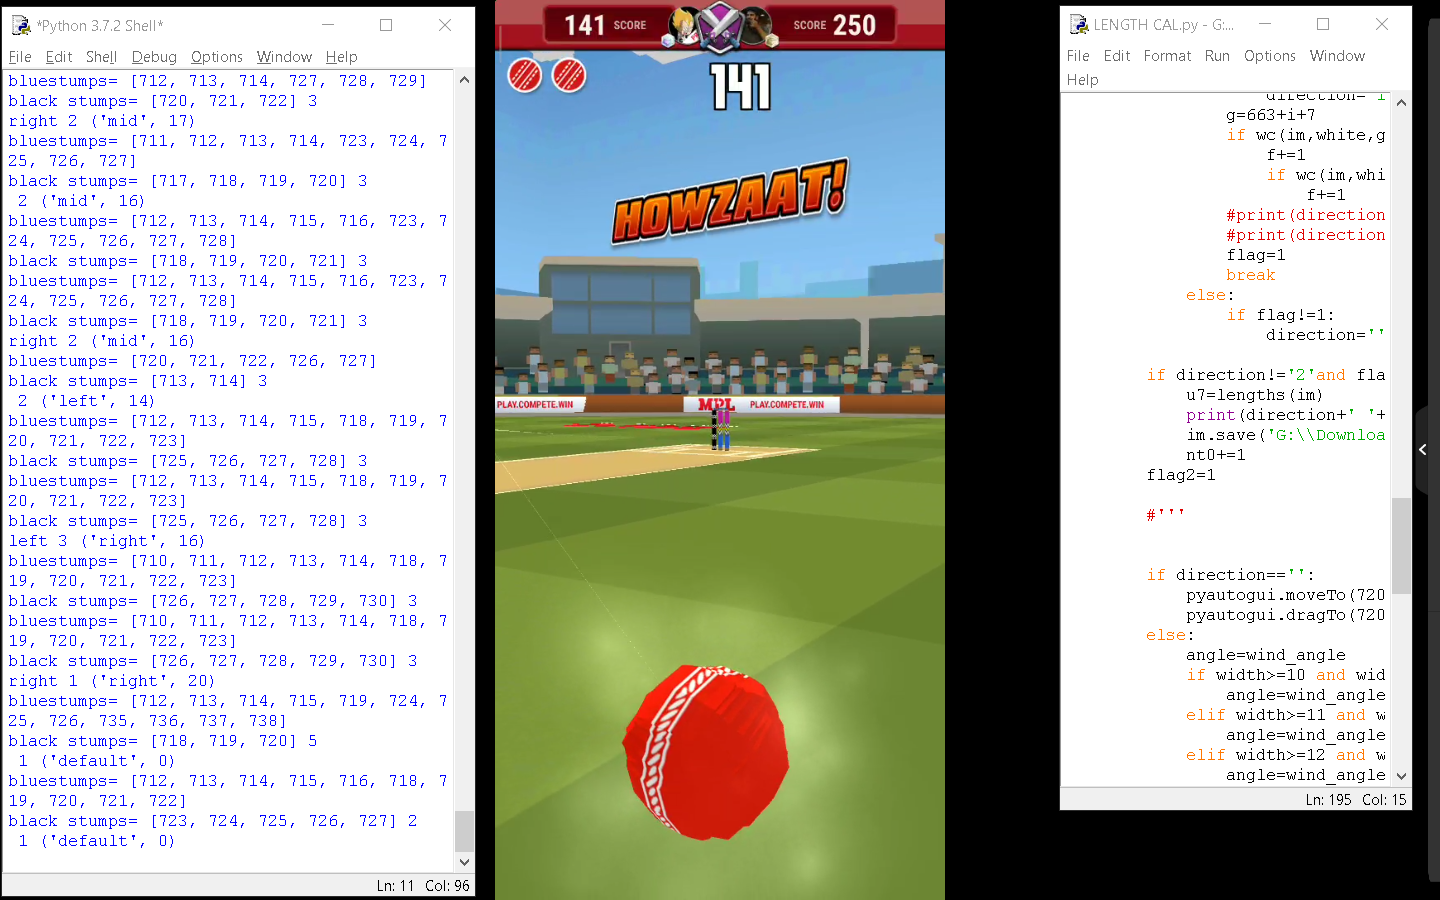 *Python 3.7.2 Shell*
File Edit Shell Debug Options Window Help
bluestumps= [712, 713, 714, 727, 728, 729]
black stumps= [720, 721, 722] 3
right 2 ('mid', 17)
bluestumps= [711, 712, 713, 714, 723, 724, 7
25, 726, 727]
black stumps= [717, 718, 719, 720] 3
2 ('mid', 16)
bluestumps= [712, 713, 714, 715, 716, 723, 7
24, 725, 726, 727, 728]
black stumps= [718, 719, 720, 721] 3
bluestumps= [712, 713, 714, 715, 716, 723, 7
24, 725, 726, 727, 728]
black stumps= [718, 719, 720, 721] 3
right 2 ('mid', 16)
bluestumps= [720, 721, 722, 726, 727]
black stumps= [713, 714] 3
2 ('left', 14)
bluestumps= [712, 713, 714, 715, 718, 719, 7
20, 721, 722, 723]
black stumps= [725, 726, 727, 728] 3
bluestumps= [712, 713, 714, 715, 718, 719, 7
20, 721, 722, 723]
black stumps= [725, 726, 727, 728] 3
left 3 ('right', 16)
bluestumps= [710, 711, 712, 713, 714, 718, 7
19, 720, 721, 722, 723]
black stumps= [726, 727, 728, 729, 730] 3
bluestumps= [710, 711, 712, 713, 714, 718, 7
19, 720, 721, 722, 723]
black stumps= [726, 727, 728, 729, 730] 3
right 1 ('right', 20)
bluestumps= [712, 713, 714, 715, 719, 724, 7
25, 726, 735, 736, 737, 738]
black stumps= [718, 719, 720] 5
1 ('default', 0)
bluestumps= [712, 713, 714, 715, 716, 718, 7
19, 720, 721, 722]
black stumps= [723, 724, 725, 726, 727] 2
1 ('default', 0)
Ln: 11 Col: 96
141 SCORE
SCORE 250
141
HOWZAAT!
PLAY.COMPETE.WIN
MPL PLAY.COMPETE.WIN
LENGTH CAL.py - G:...
File Edit Format Run Options Window
Help
direction='i
g=663+i+7
if wc(im,white,g
f+=1
if wc(im,whi
f+=1
#print(direction
#print(direction
flag=1
break
else:
if flag!=1:
direction=''
if direction!='2'and fla
u7=lengths(im)
print(direction+' '+
im.save('G:\\Downloa
nt0+=1
flag2=1
#'''
if direction=='':
pyautogui.moveTo(720
pyautogui.dragTo(720
else:
angle=wind_angle
if width>=10 and wid
angle=wind_angle
elif width>=11 and w
angle=wind_angle
elif width>=12 and w
angle=wind_angle
Ln: 195 Col: 15